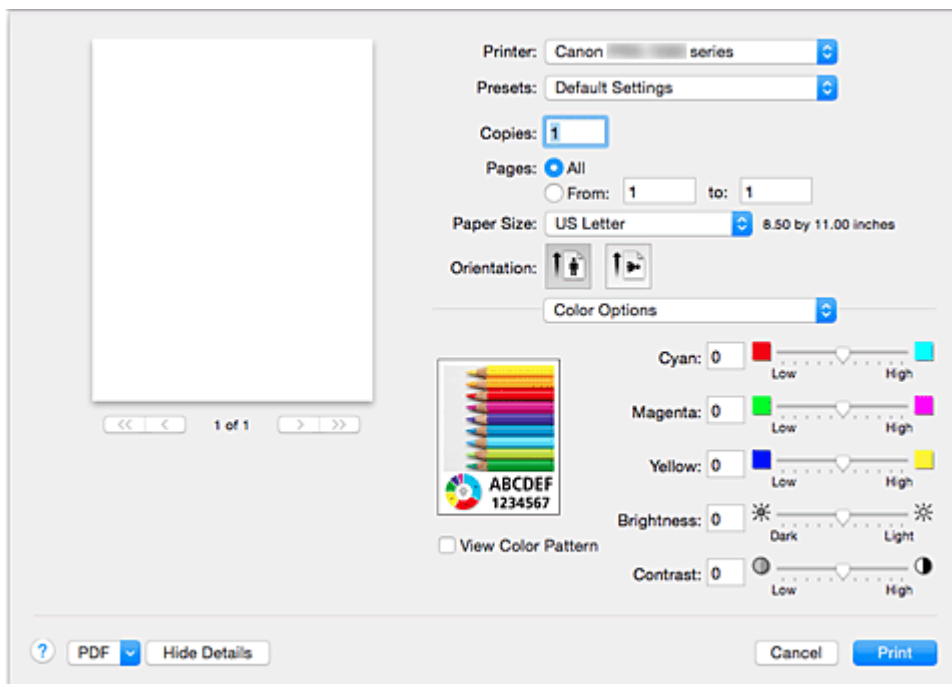 Printer: Canon series
Presets: Default Settings
Copies: 1
Pages: All
From: 1 to: 1
Paper Size: US Letter 8.50 by 11.00 inches
Orientation:
Color Options
Cyan: 0
Low High
Magenta: 0
Low High
Yellow: 0
Low High
Brightness: 0
Dark Light
Contrast: 0
Low High
ABCDEF
1234567
View Color Pattern
<< < 1 of 1 > >>
? PDF Hide Details Cancel Print